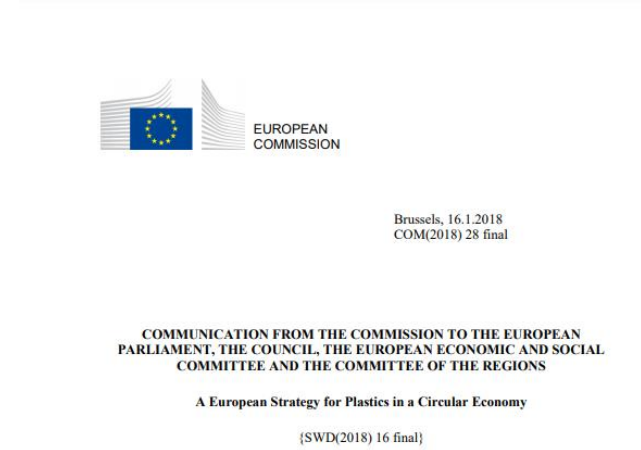 EUROPEAN
COMMISSION
Brussels, 16.1.2018
COM(2018) 28 final
COMMUNICATION FROM THE COMMISSION TO THE EUROPEAN
PARLIAMENT, THE COUNCIL, THE EUROPEAN ECONOMIC AND SOCIAL
COMMITTEE AND THE COMMITTEE OF THE REGIONS
A European Strategy for Plastics in a Circular Economy
{SWD(2018) 16 final}